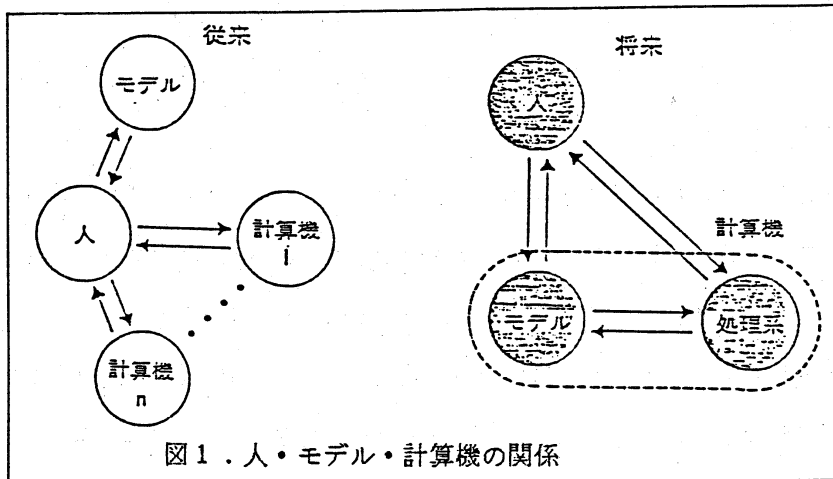 従来
モデル
人
計算機
1
計算機
n
将来
人
計算機
モデル
処理系
図1．人・モデル・計算機の関係